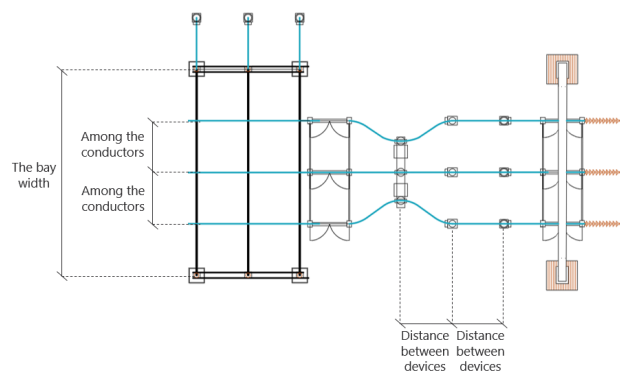 Among the
conductors
The bay
width
Among the
conductors
Distance
between
devices
Distance
between
devices